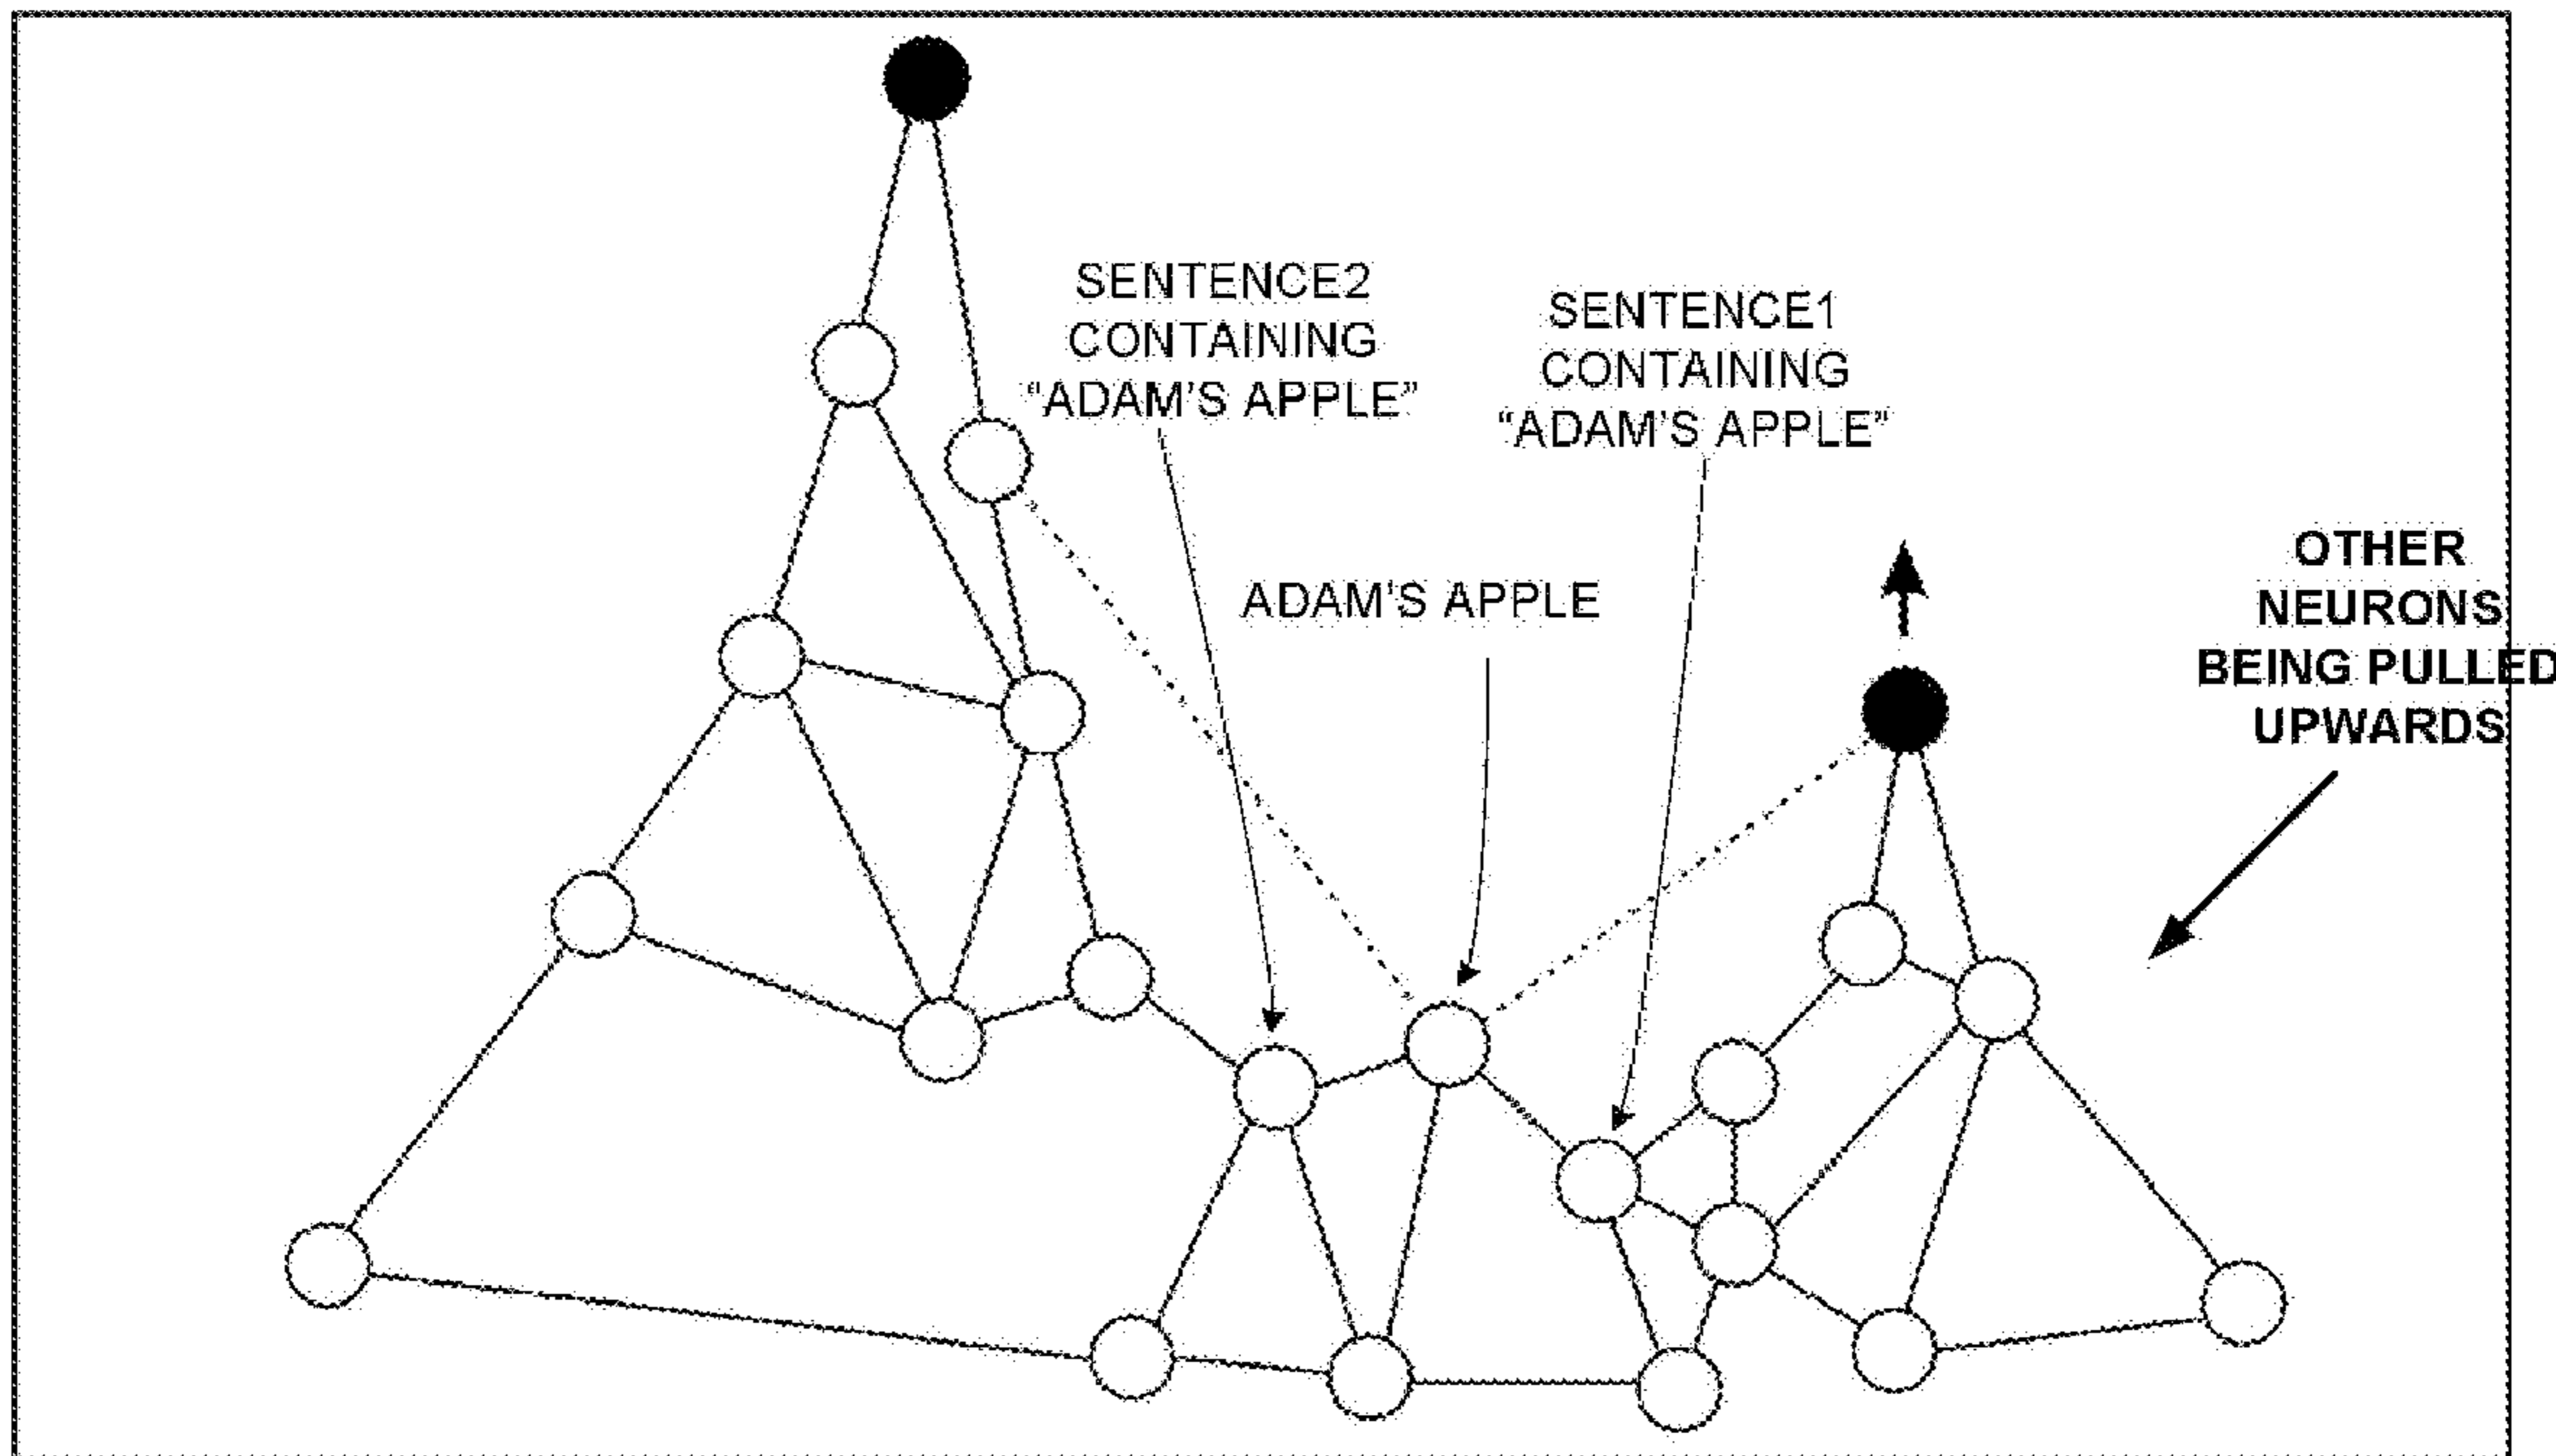 SENTENCE2
CONTAINING
“ADAM'S APPLE”
SENTENCE1
CONTAINING
“ADAM'S APPLE”
ADAM'S APPLE
OTHER
NEURONS
BEING PULLED
UPWARDS